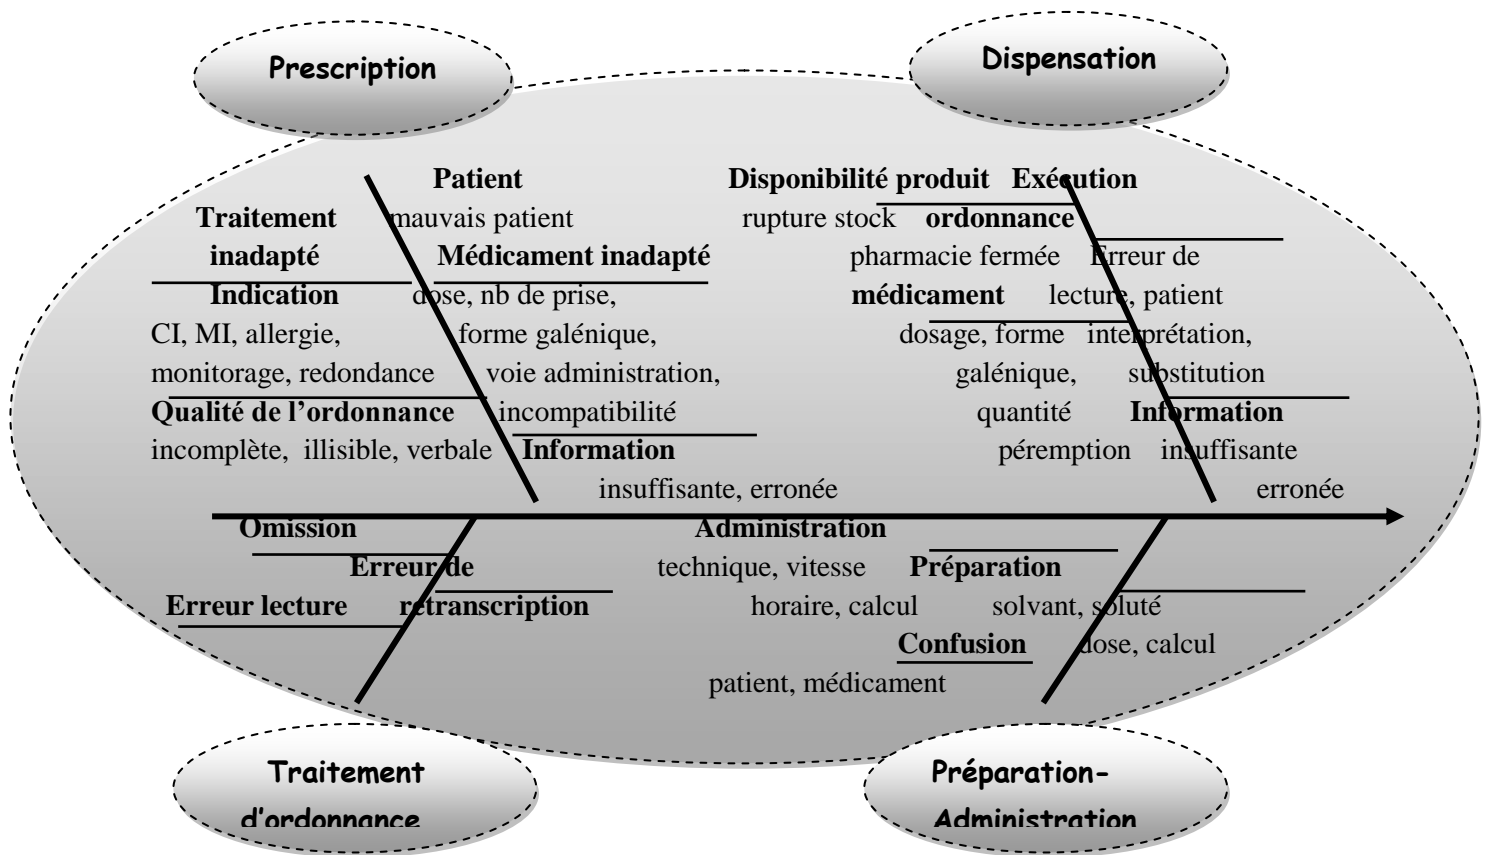 Prescription
Dispensation
Patient
Disponibilité produit Exécution
Traitement mauvais patient
rupture stock ordonnance
inadapté Médicament inadapté
pharmacie fermée Erreur de
Indication dose, nb de prise,
médicament lecture, patient
CI, MI, allergie, forme galénique,
dosage, forme interprétation,
monitorage, redondance voie administration,
galénique, substitution
Qualité de l’ordonnance incompatibilité
quantité Information
incomplète, illisible, verbale Information
péremption insuffisante
insuffisante, erronée
erronée
Omission
Administration
Erreur de
technique, vitesse Préparation
Erreur lecture retranscription
horaire, calcul solvant, soluté
Confusion dose, calcul
patient, médicament
Traitement
d’ordonnance
Préparation-
Administration